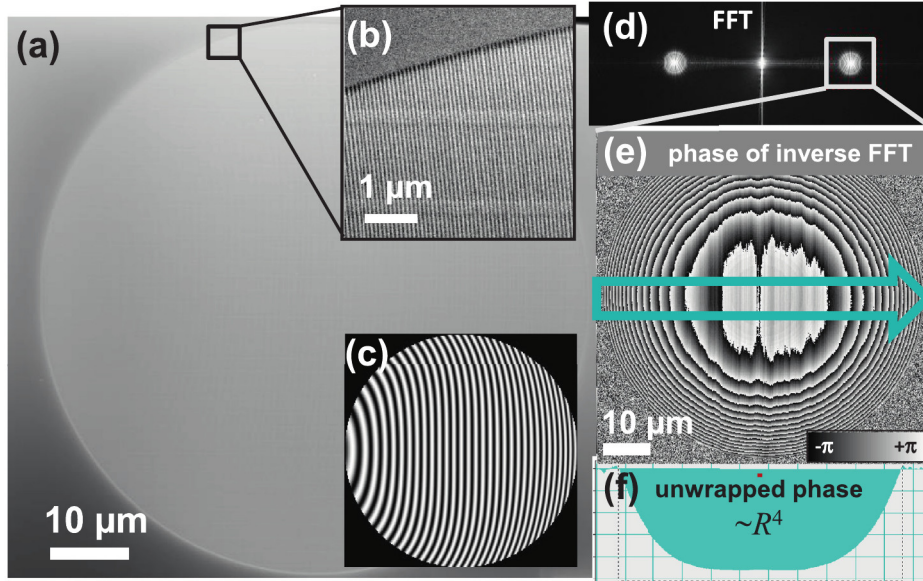 (a)
10 μm
(b)
1 μm
(c)
(d)
FFT
(e)
phase of inverse FFT
10 μm
-π +π
(f)
unwrapped phase
~R⁴